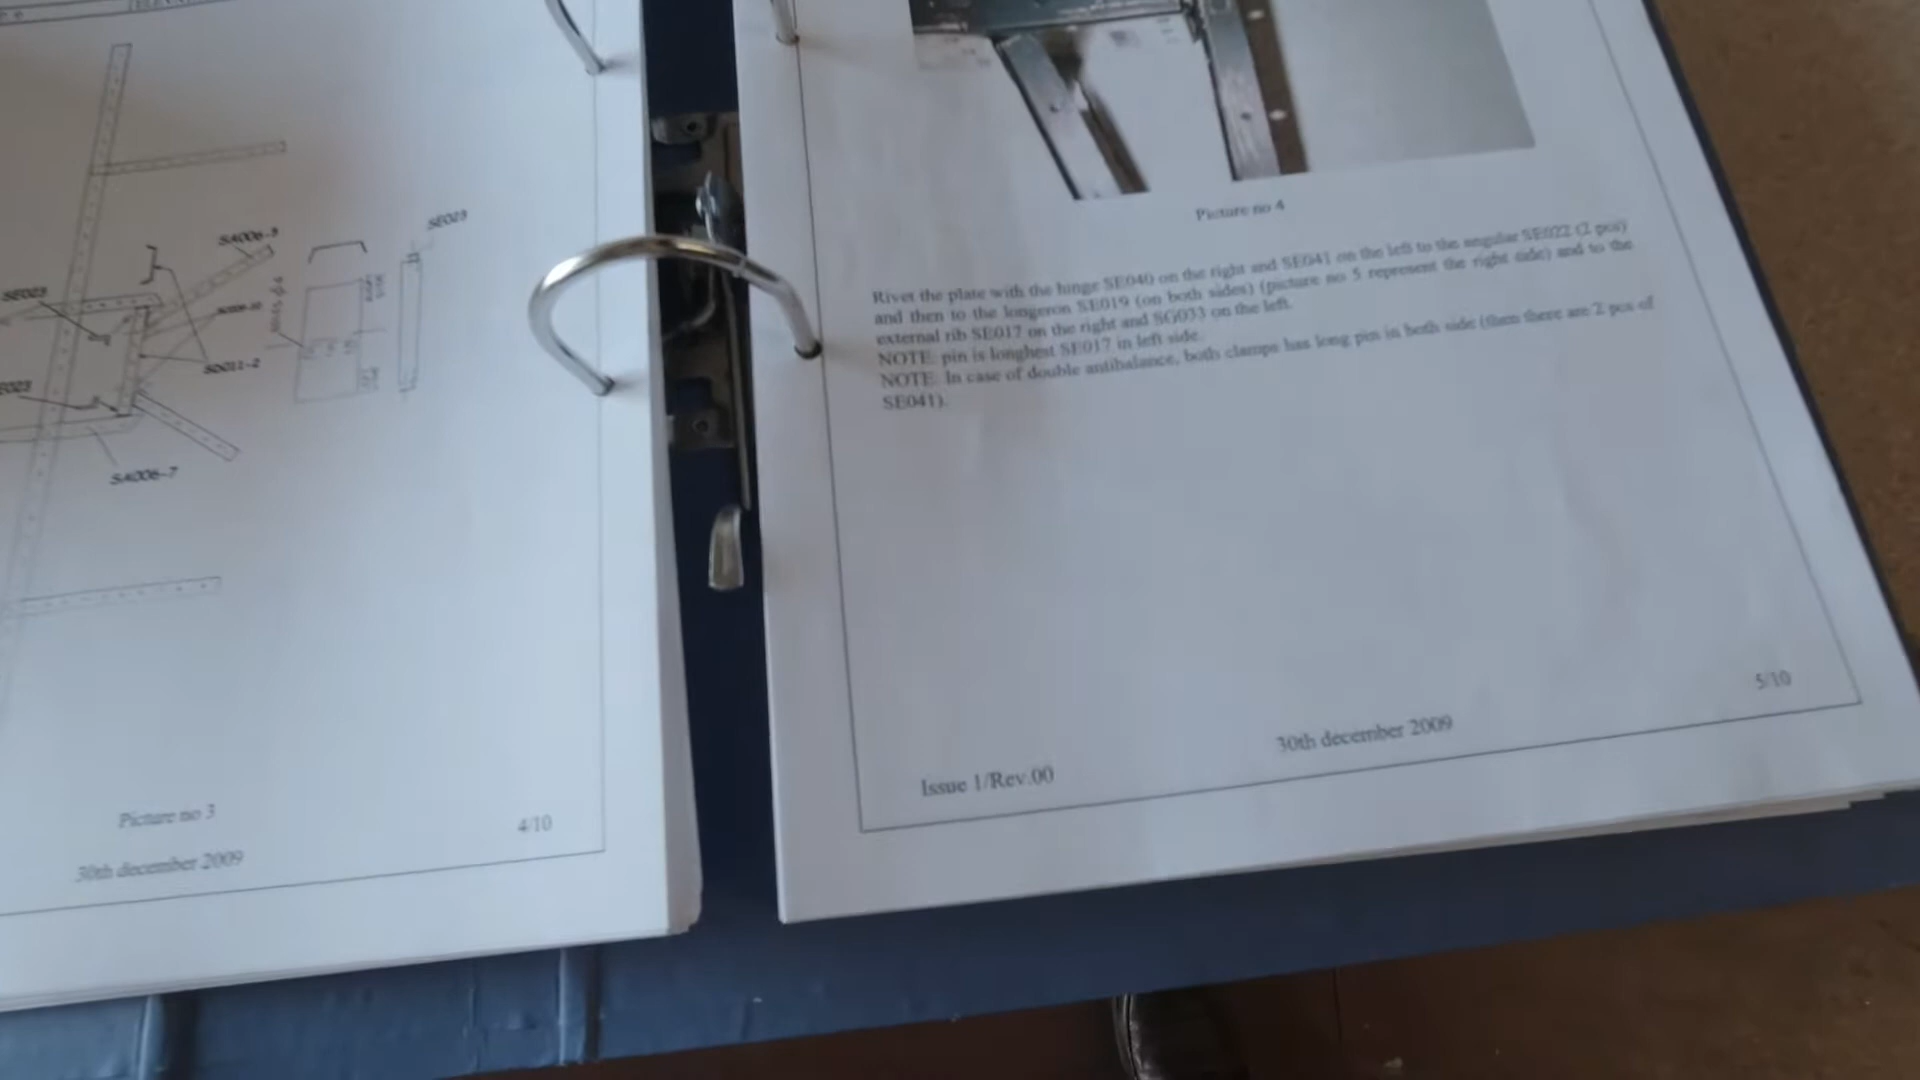 SE023
SA006-9
SE023
SD011-2
SA006-7
Picture no 3
4/10
30th december 2009
Picture no 4
Rivet the plate with the hinge SE040 on the right and SE041 on the left to the angular SE022 (2 pcs)
and then to the longeron SE019 (on both sides) (picture no 5 represent the right side) and to the
external rib SE017 on the right and SG033 on the left.
NOTE: pin is longhest SE017 in left side.
NOTE: In case of double antibalance, both clamps has long pin in both side (then there are 2 pcs of
SE041).
5/10
30th december 2009
Issue 1/Rev.00